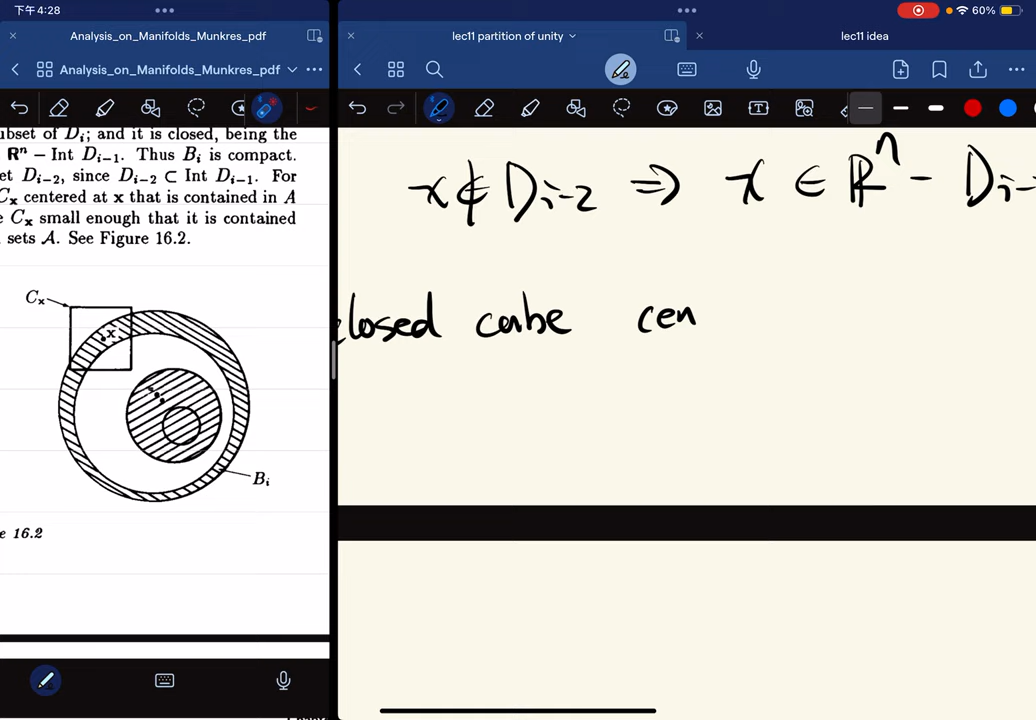 下午4:28
60%
Analysis_on_Manifolds_Munkres_pdf
lec11 partition of unity
lec11 idea
Analysis_on_Manifolds_Munkres_pdf
ubset of Dᵢ; and it is closed, being the
Rⁿ − Int Dᵢ₋₁. Thus Bᵢ is compact.
et Dᵢ₋₂, since Dᵢ₋₂ ⊂ Int Dᵢ₋₁. For
Cₓ centered at x that is contained in A
e Cₓ small enough that it is contained
sets A. See Figure 16.2.
Cₓ
x
Bᵢ
e 16.2
x ∉ Dᵢ₋₂ ⇒ x ∈ ℝⁿ − Dᵢ₋
closed cube cen